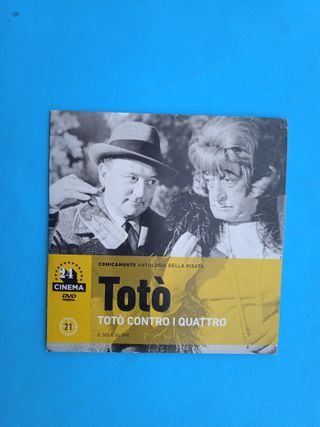 COMICAMENTE ANTOLOGIA DELLA RISATA
24
CINEMA
DVD
Totò
TOTÒ CONTRO I QUATTRO
21
IL SOLE 24 ORE